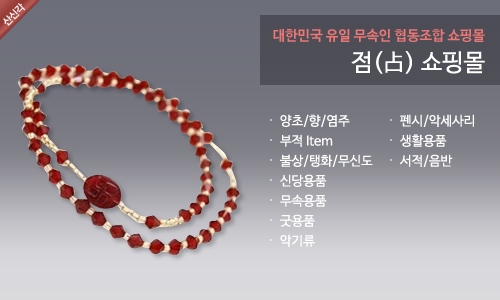 산신각
대한민국 유일 무속인 협동조합 쇼핑몰
점(占) 쇼핑몰
· 양초/향/염주
· 부적 Item
· 불상/탱화/무신도
· 신당용품
· 무속용품
· 굿용품
· 악기류
· 펜시/악세사리
· 생활용품
· 서적/음반